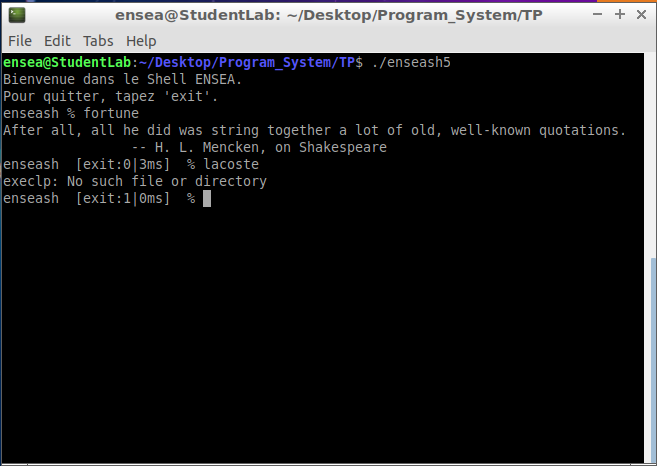 ensea@StudentLab: ~/Desktop/Program_System/TP
File Edit Tabs Help
ensea@StudentLab:~/Desktop/Program_System/TP$ ./enseash5
Bienvenue dans le Shell ENSEA.
Pour quitter, tapez 'exit'.
enseash % fortune
After all, all he did was string together a lot of old, well-known quotations.
-- H. L. Mencken, on Shakespeare
enseash  [exit:0|3ms]  % lacoste
execlp: No such file or directory
enseash  [exit:1|0ms]  %